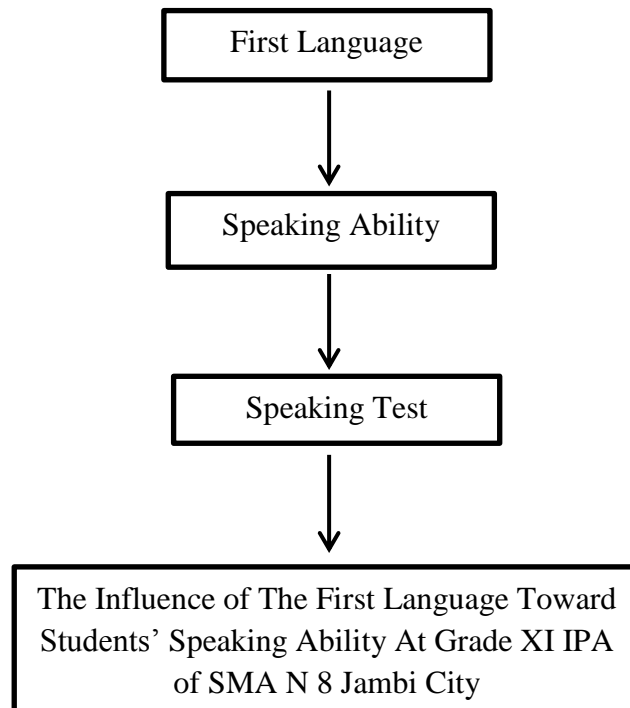 First Language
Speaking Ability
Speaking Test
The Influence of The First Language Toward
Students’ Speaking Ability At Grade XI IPA
of SMA N 8 Jambi City